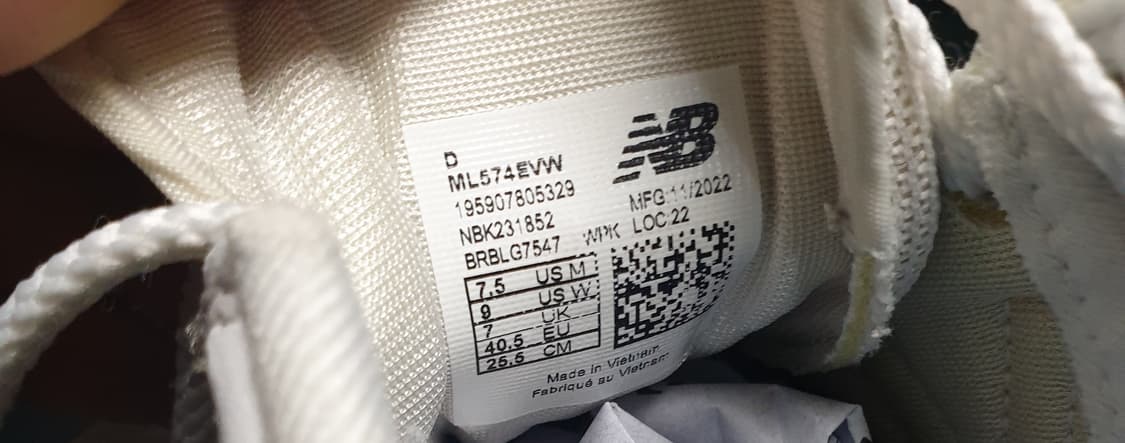 NB
D
ML574EVW
195907805329
MFG:11/2022
NBK231852
LOC:22
BRBLG7547 WPK
7.5 US M
9 US W
7 UK
40.5 EU
25.5 CM
Made in Vietnam
Fabriqué au Vietnam